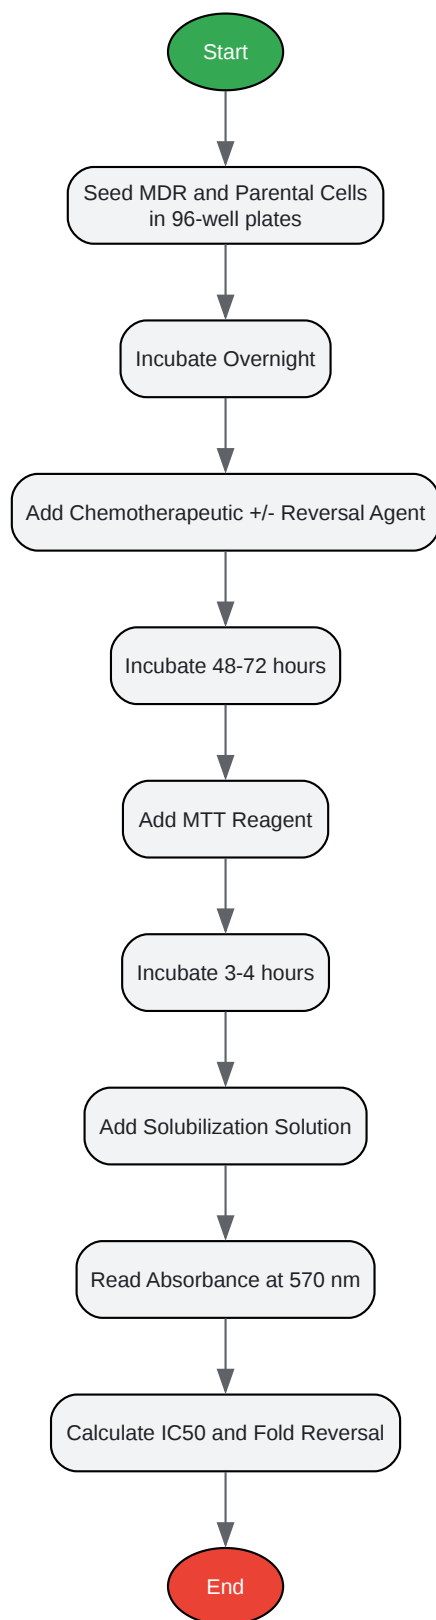 Start
Seed MDR and Parental Cells
in 96-well plates
Incubate Overnight
Add Chemotherapeutic +/- Reversal Agent
Incubate 48-72 hours
Add MTT Reagent
Incubate 3-4 hours
Add Solubilization Solution
Read Absorbance at 570 nm
Calculate IC50 and Fold Reversal
End